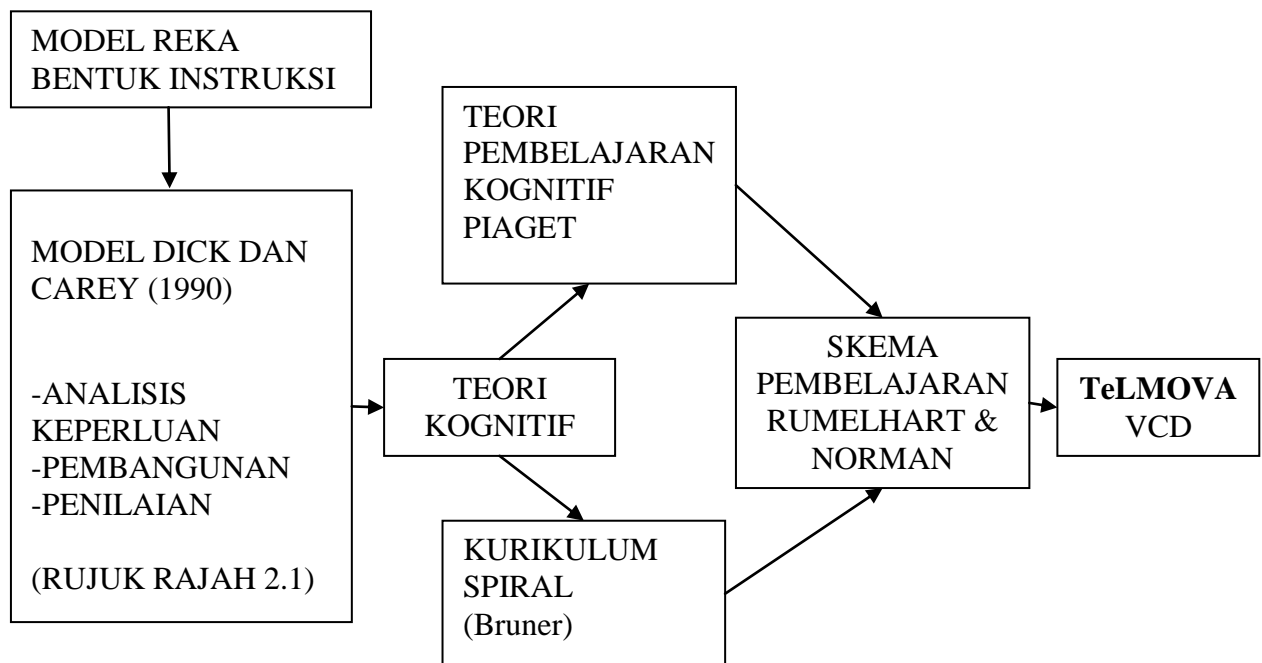 MODEL REKA
BENTUK INSTRUKSI
MODEL DICK DAN
CAREY (1990)
-ANALISIS
KEPERLUAN
-PEMBANGUNAN
-PENILAIAN
(RUJUK RAJAH 2.1)
TEORI
KOGNITIF
TEORI
PEMBELAJARAN
KOGNITIF
PIAGET
KURIKULUM
SPIRAL
(Bruner)
SKEMA
PEMBELAJARAN
RUMELHART &
NORMAN
TeLMOVA
VCD